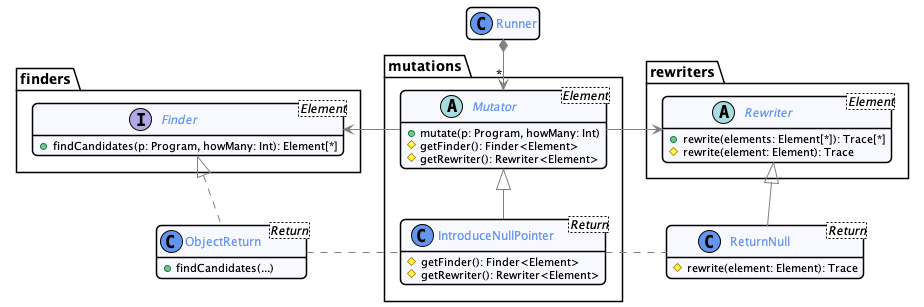 C Runner
*
finders
mutations
rewriters
Element
I Finder
findCandidates(p: Program, howMany: Int): Element[*]
Element
A Mutator
mutate(p: Program, howMany: Int)
getFinder(): Finder<Element>
getRewriter(): Rewriter<Element>
Element
A Rewriter
rewrite(elements: Element[*]): Trace[*]
rewrite(element: Element): Trace
Return
C ObjectReturn
findCandidates(...)
Return
C IntroduceNullPointer
getFinder(): Finder<Element>
getRewriter(): Rewriter<Element>
Return
C ReturnNull
rewrite(element: Element): Trace